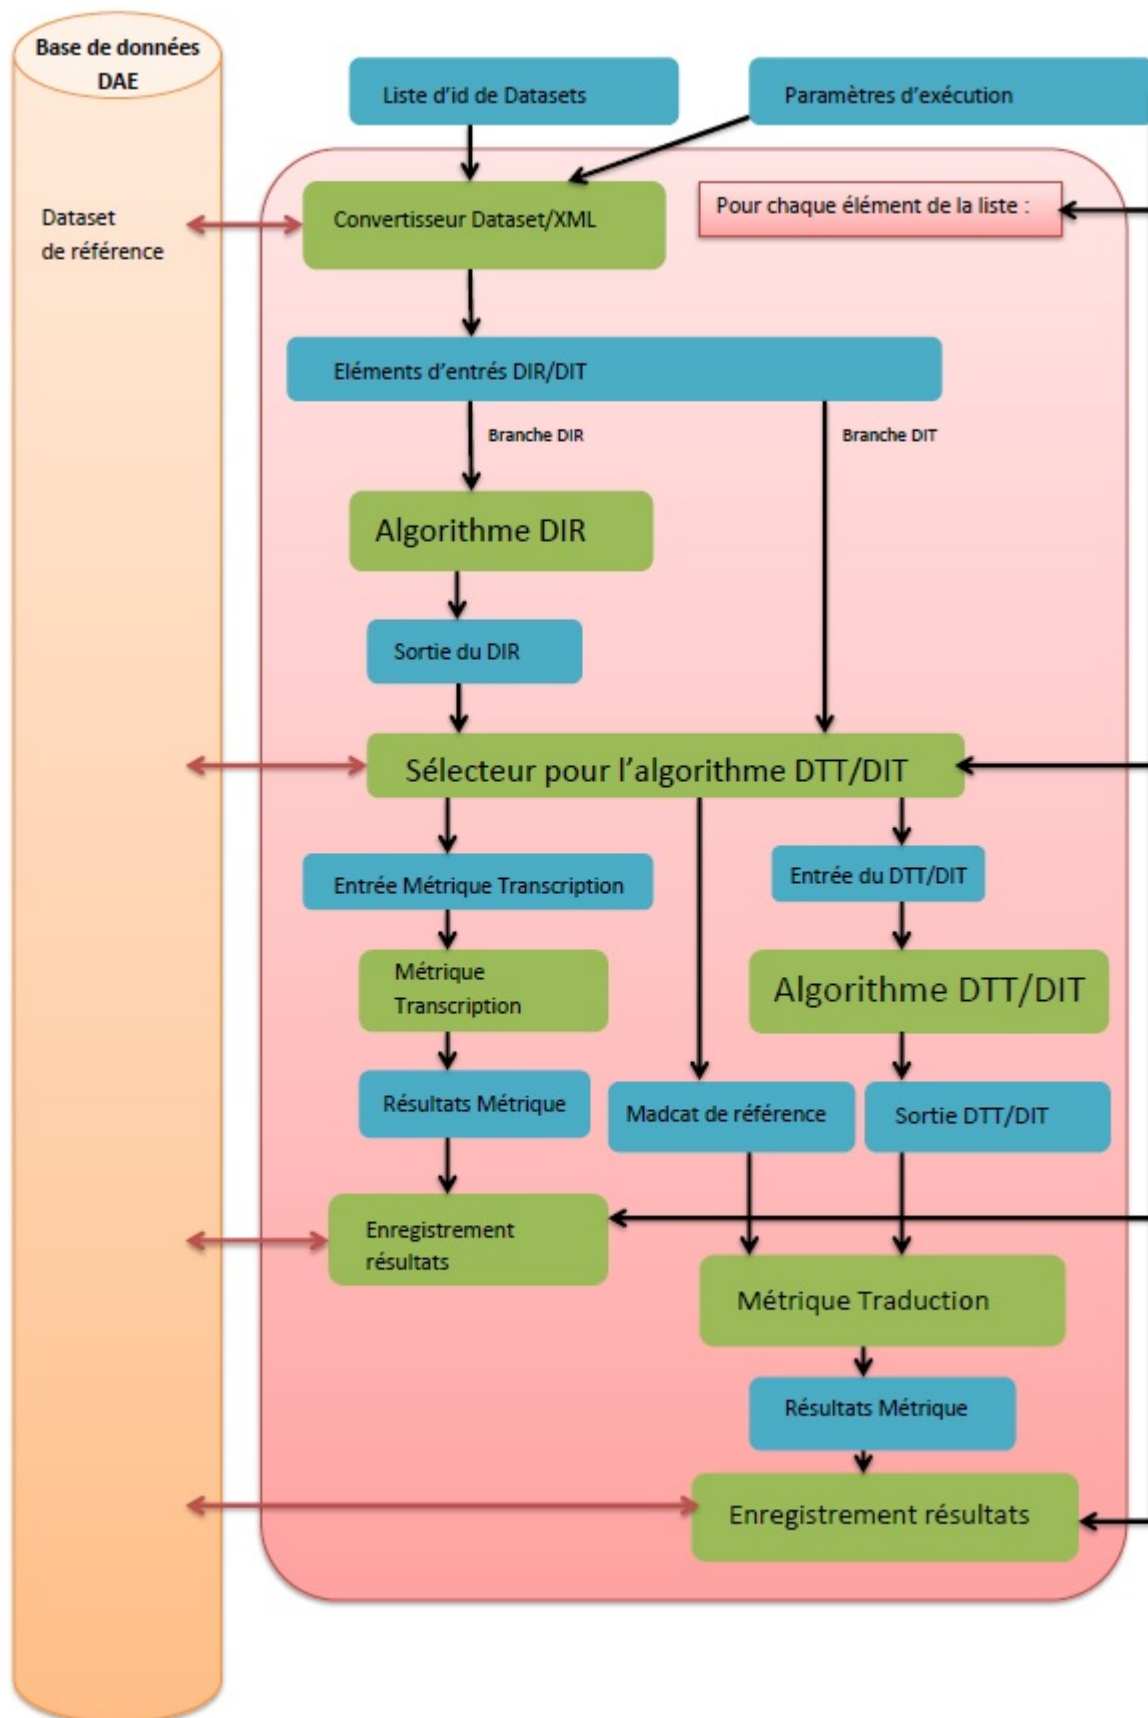 Base de données
DAE
Liste d'id de Datasets
Paramètres d'exécution
Dataset
de référence
Convertisseur Dataset/XML
Pour chaque élément de la liste :
Eléments d'entrés DIR/DIT
Branche DIR
Branche DIT
Algorithme DIR
Sortie du DIR
Sélecteur pour l'algorithme DTT/DIT
Entrée Métrique Transcription
Entrée du DTT/DIT
Métrique
Transcription
Algorithme DTT/DIT
Résultats Métrique
Madcat de référence
Sortie DTT/DIT
Enregistrement
résultats
Métrique Traduction
Résultats Métrique
Enregistrement résultats